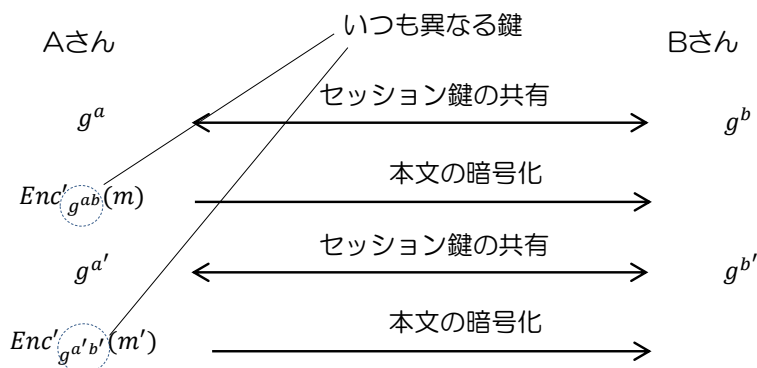 いつも異なる鍵
Aさん
Bさん
セッション鍵の共有
g^a
g^b
本文の暗号化
Enc'_{g^{ab}}(m)
セッション鍵の共有
g^{a'}
g^{b'}
本文の暗号化
Enc'_{g^{a'b'}}(m')